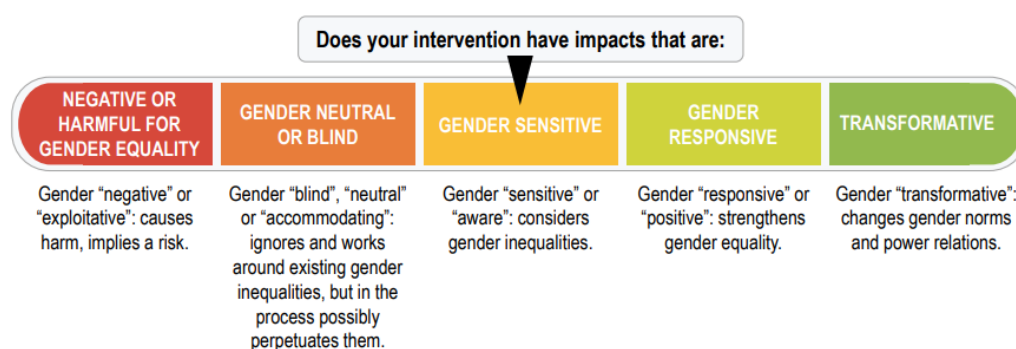 Does your intervention have impacts that are:
NEGATIVE OR
HARMFUL FOR
GENDER EQUALITY
GENDER NEUTRAL
OR BLIND
GENDER SENSITIVE
GENDER
RESPONSIVE
TRANSFORMATIVE
Gender “negative” or
“exploitative”: causes
harm, implies a risk.
Gender “blind”, “neutral”
or “accommodating”:
ignores and works
around existing gender
inequalities, but in the
process possibly
perpetuates them.
Gender “sensitive” or
“aware”: considers
gender inequalities.
Gender “responsive” or
“positive”: strengthens
gender equality.
Gender “transformative”:
changes gender norms
and power relations.